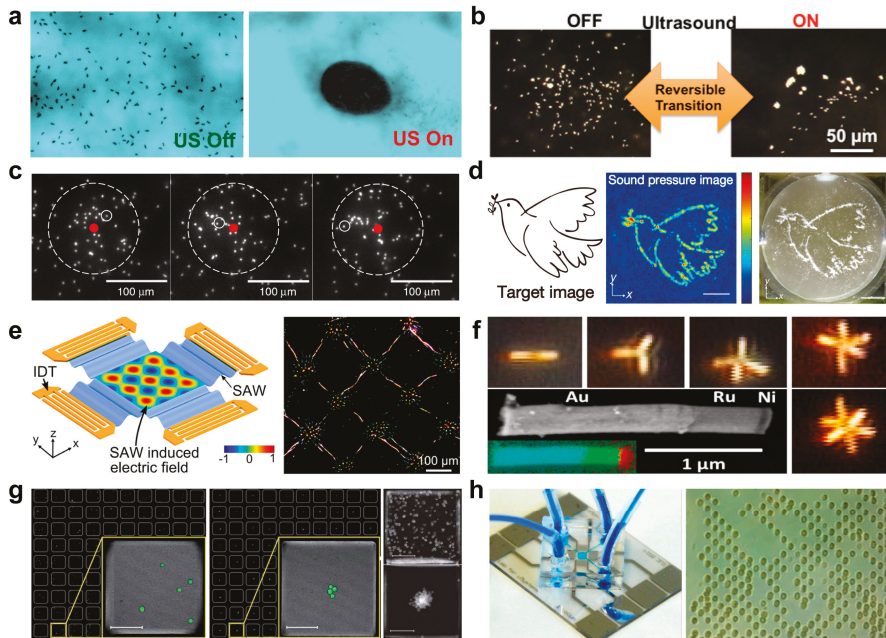 a
US Off
US On
b
OFF
Ultrasound
ON
Reversible
Transition
50 μm
c
100 μm
100 μm
100 μm
d
Target image
Sound pressure image
y
x
y
x
e
IDT
SAW
SAW induced
electric field
z
y
x
-1 0 1
100 μm
f
Au
Ru
Ni
1 μm
g
h